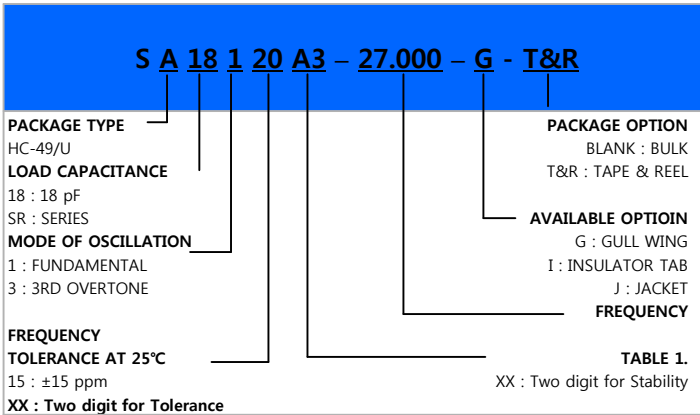 S A 18 1 20 A3 – 27.000 – G - T&R
PACKAGE TYPE
HC-49/U
LOAD CAPACITANCE
18 : 18 pF
SR : SERIES
MODE OF OSCILLATION
1 : FUNDAMENTAL
3 : 3RD OVERTONE
FREQUENCY
TOLERANCE AT 25℃
15 : ±15 ppm
XX : Two digit for Tolerance
PACKAGE OPTION
BLANK : BULK
T&R : TAPE & REEL
AVAILABLE OPTIOIN
G : GULL WING
I : INSULATOR TAB
J : JACKET
FREQUENCY
TABLE 1.
XX : Two digit for Stability